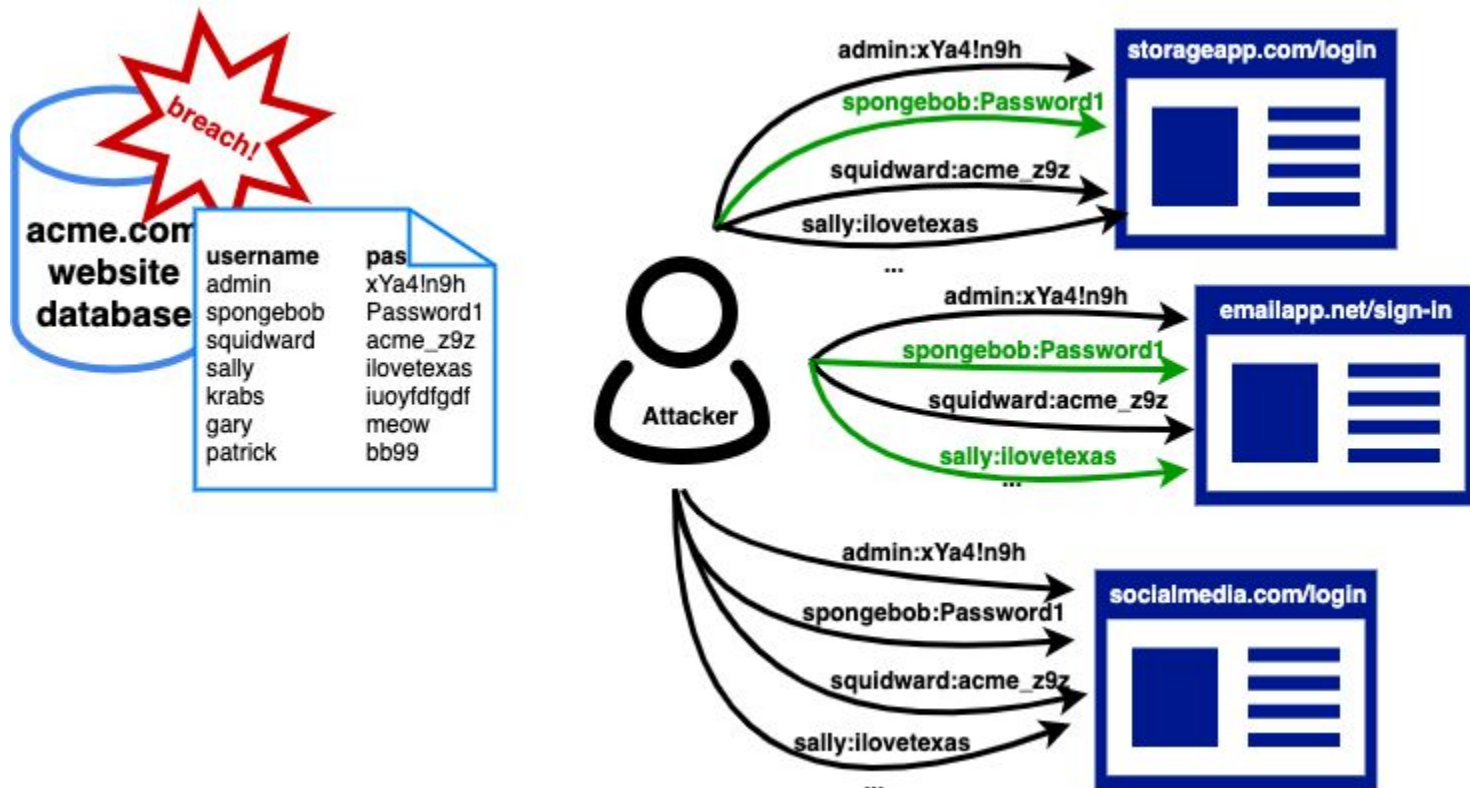 breach!
acme.com
website
database
username pas
admin xYa4!n9h
spongebob Password1
squidward acme_z9z
sally ilovetexas
krabs iuoyfdfgdf
gary meow
patrick bb99
Attacker
admin:xYa4!n9h
spongebob:Password1
squidward:acme_z9z
sally:ilovetexas
...
storageapp.com/login
admin:xYa4!n9h
spongebob:Password1
squidward:acme_z9z
sally:ilovetexas
...
emailapp.net/sign-in
admin:xYa4!n9h
spongebob:Password1
squidward:acme_z9z
sally:ilovetexas
...
socialmedia.com/login